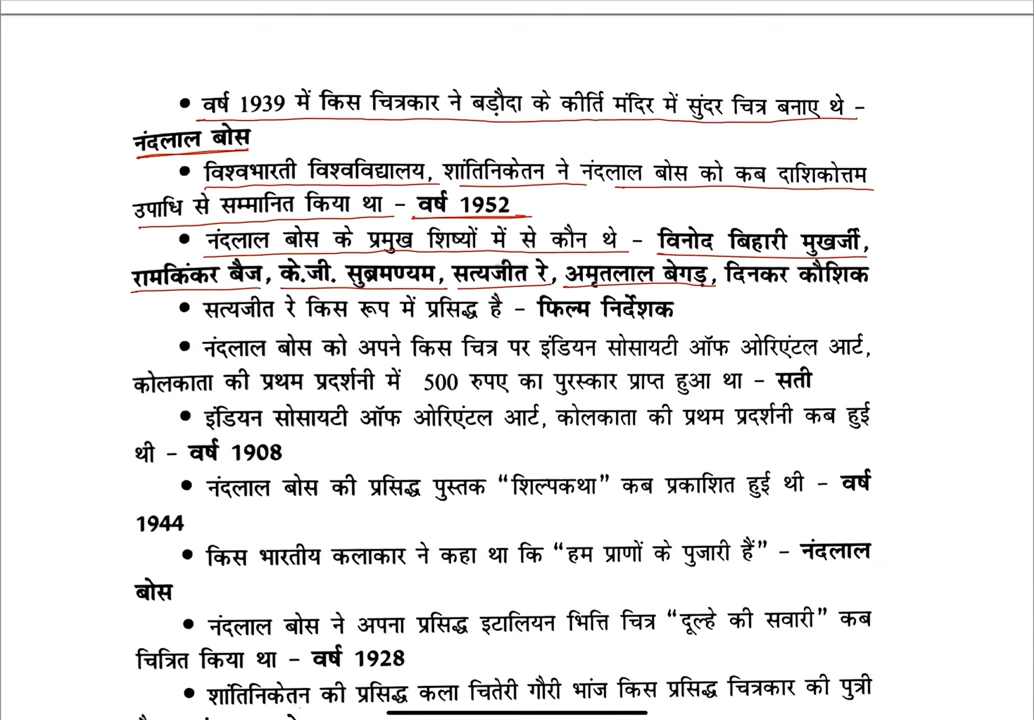 • वर्ष 1939 में किस चित्रकार ने बड़ौदा के कीर्ति मंदिर में सुंदर चित्र बनाए थे –
नंदलाल बोस
• विश्वभारती विश्वविद्यालय, शांतिनिकेतन ने नंदलाल बोस को कब दाशिकोत्तम
उपाधि से सम्मानित किया था – वर्ष 1952
• नंदलाल बोस के प्रमुख शिष्यों में से कौन थे – विनोद बिहारी मुखर्जी,
रामकिंकर बैज, के.जी. सुब्रमण्यम, सत्यजीत रे, अमृतलाल बेगड़, दिनकर कौशिक
• सत्यजीत रे किस रूप में प्रसिद्ध है – फिल्म निर्देशक
• नंदलाल बोस को अपने किस चित्र पर इंडियन सोसायटी ऑफ ओरिएंटल आर्ट,
कोलकाता की प्रथम प्रदर्शनी में 500 रुपए का पुरस्कार प्राप्त हुआ था – सती
• इंडियन सोसायटी ऑफ ओरिएंटल आर्ट, कोलकाता की प्रथम प्रदर्शनी कब हुई
थी – वर्ष 1908
• नंदलाल बोस की प्रसिद्ध पुस्तक “शिल्पकथा” कब प्रकाशित हुई थी – वर्ष
1944
• किस भारतीय कलाकार ने कहा था कि “हम प्राणों के पुजारी हैं” – नंदलाल
बोस
• नंदलाल बोस ने अपना प्रसिद्ध इटालियन भित्ति चित्र “दूल्हे की सवारी” कब
चित्रित किया था – वर्ष 1928
• शांतिनिकेतन की प्रसिद्ध कला चितेरी गौरी भांज किस प्रसिद्ध चित्रकार की पुत्री